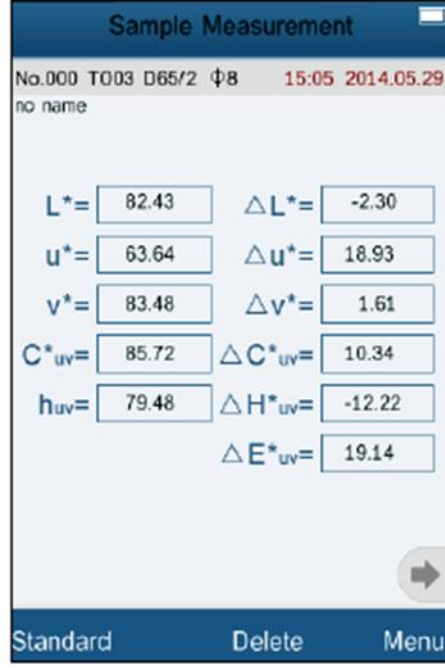 Sample Measurement
No.000 T003 D65/2 Φ8 15:05 2014.05.29
no name
L*= 82.43 △L*= -2.30
u*= 63.64 △u*= 18.93
v*= 83.48 △v*= 1.61
C*uv= 85.72 △C*uv= 10.34
huv= 79.48 △H*uv= -12.22
△E*uv= 19.14
Standard Delete Menu